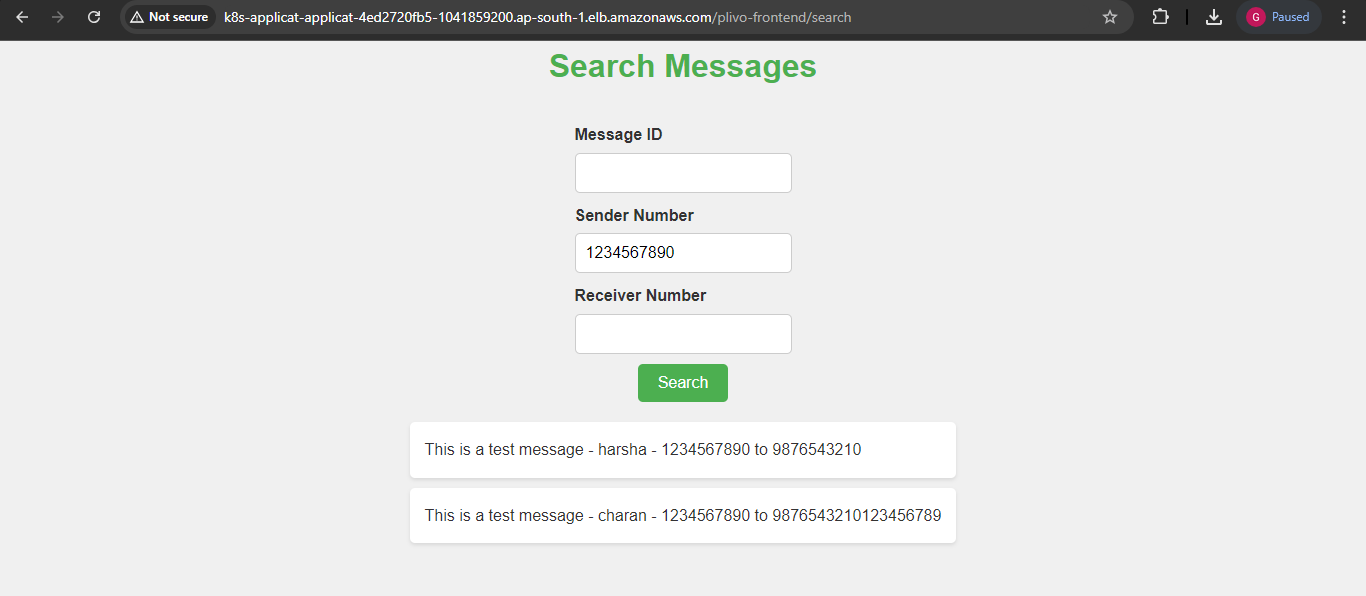 Not secure k8s-applicat-applicat-4ed2720fb5-1041859200.ap-south-1.elb.amazonaws.com/plivo-frontend/search G Paused
Search Messages
Message ID
Sender Number
1234567890
Receiver Number
Search
This is a test message - harsha - 1234567890 to 9876543210
This is a test message - charan - 1234567890 to 9876543210123456789